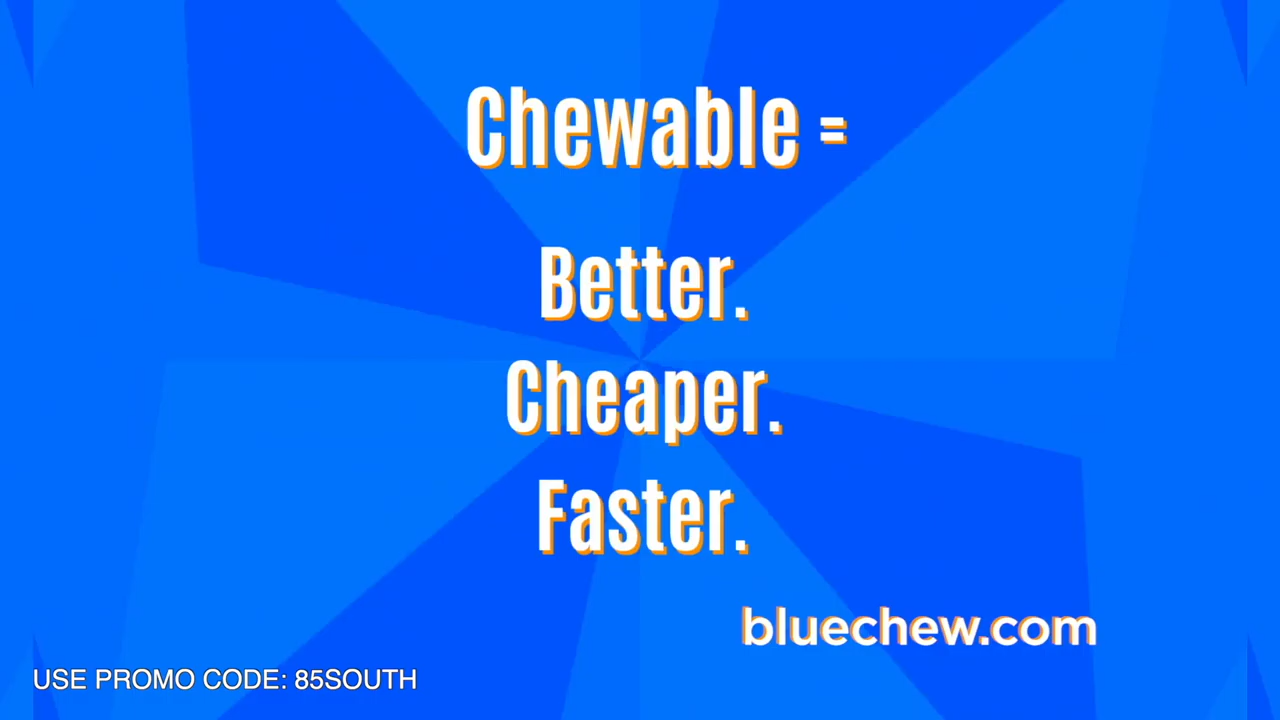 Chewable =
Better.
Cheaper.
Faster.
bluechew.com
USE PROMO CODE: 85SOUTH